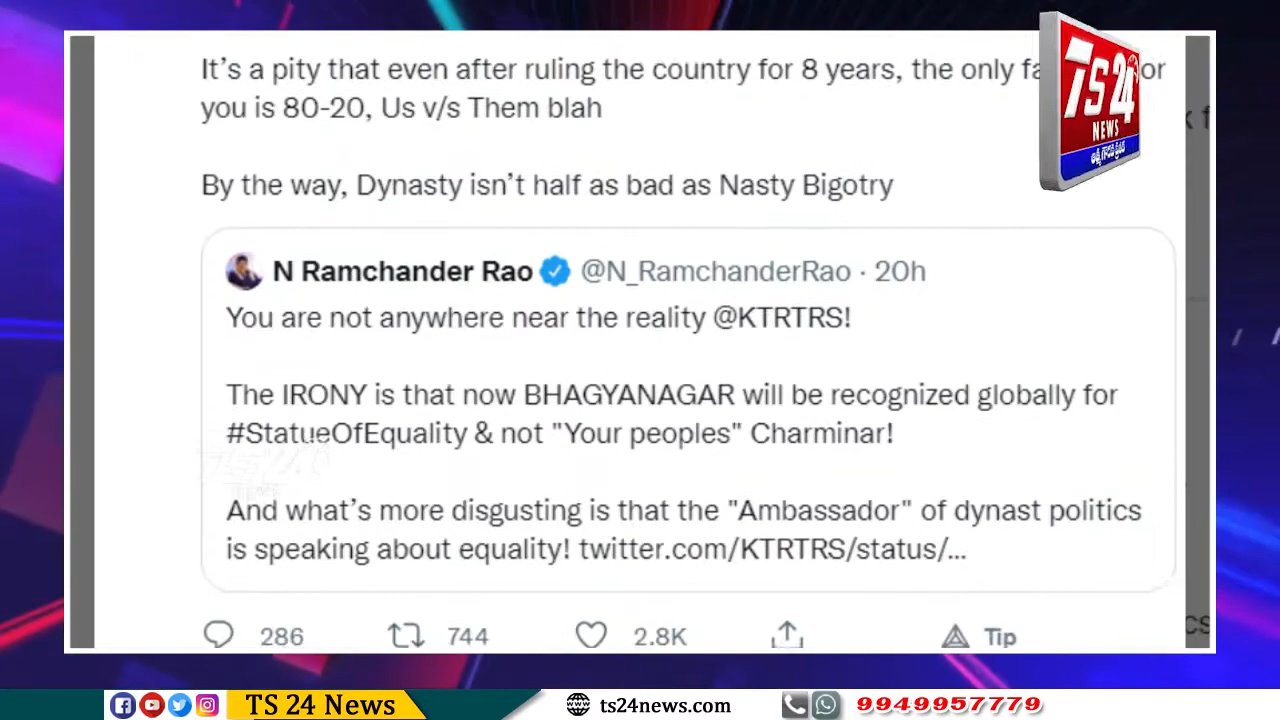 It's a pity that even after ruling the country for 8 years, the only fa or
you is 80-20, Us v/s Them blah
By the way, Dynasty isn't half as bad as Nasty Bigotry
N Ramchander Rao @N_RamchanderRao · 20h
You are not anywhere near the reality @KTRTRS!
The IRONY is that now BHAGYANAGAR will be recognized globally for
#StatueOfEquality & not "Your peoples" Charminar!
And what's more disgusting is that the "Ambassador" of dynast politics
is speaking about equality! twitter.com/KTRTRS/status/...
286 744 2.8K Tip
TS 24
NEWS
TS 24 News ts24news.com 9949957779